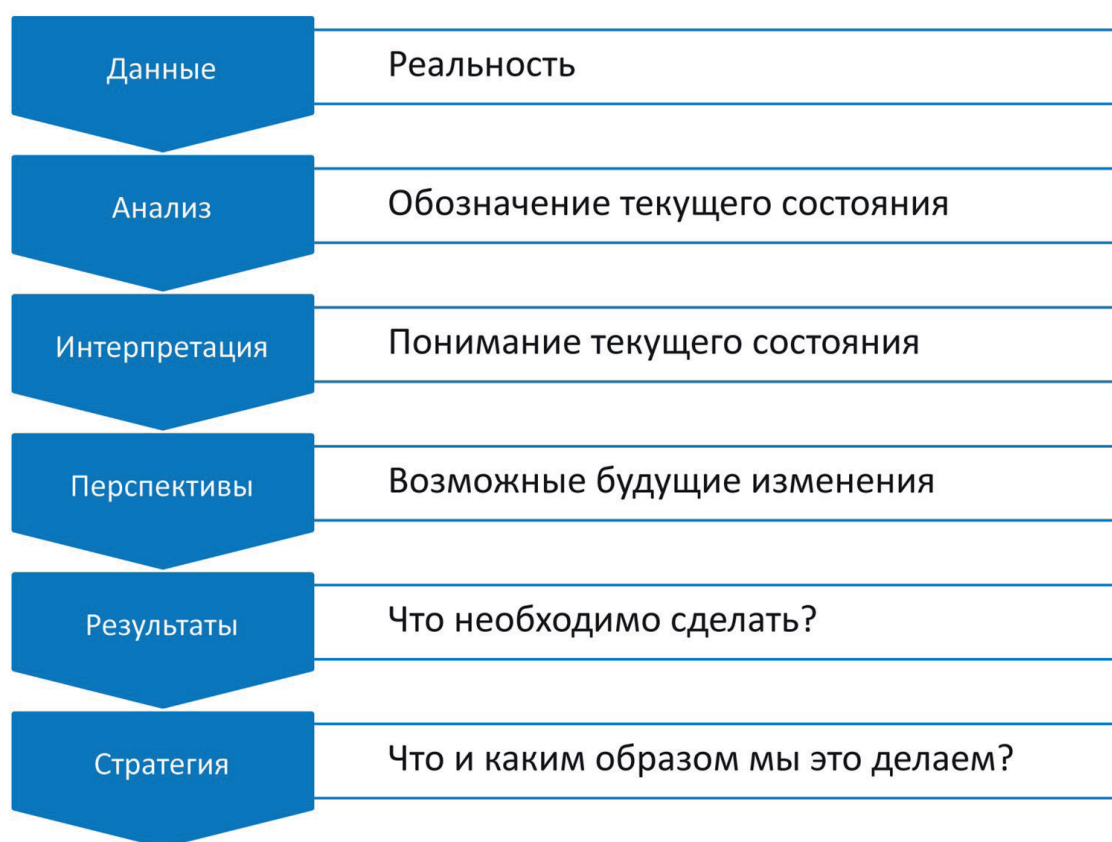 Данные
Реальность
Анализ
Обозначение текущего состояния
Интерпретация
Понимание текущего состояния
Перспективы
Возможные будущие изменения
Результаты
Что необходимо сделать?
Стратегия
Что и каким образом мы это делаем?